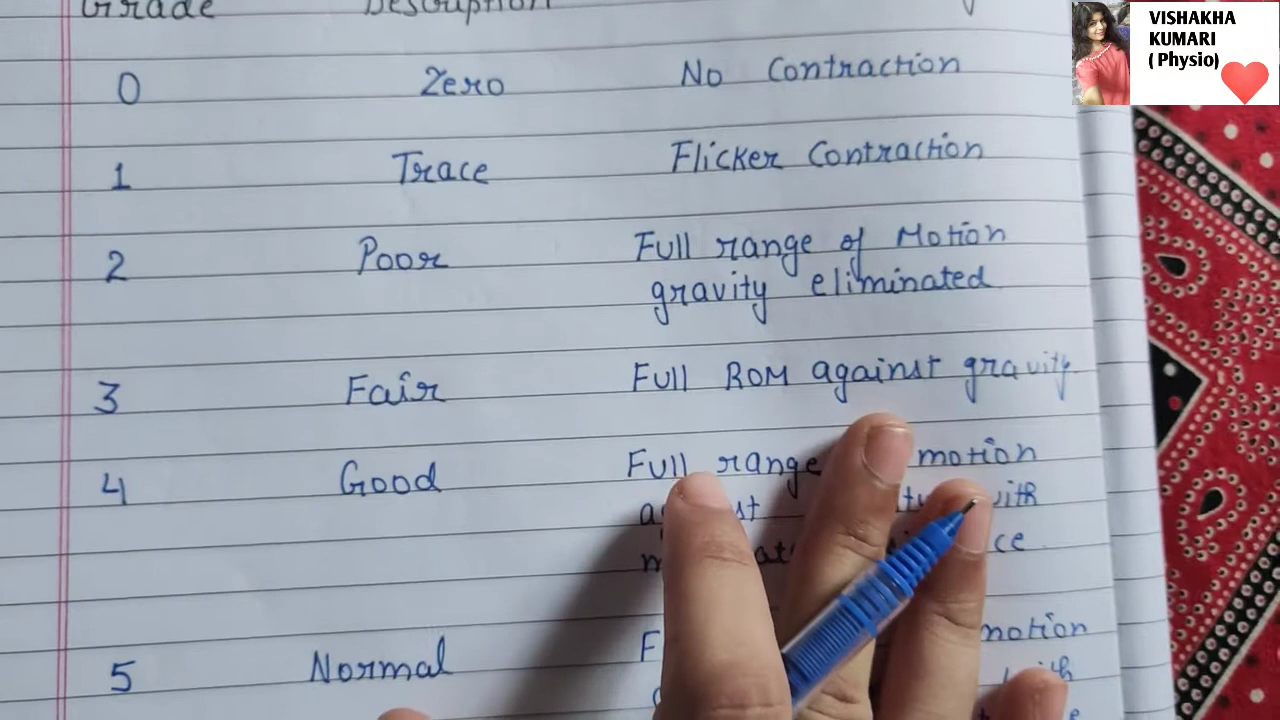 Grade Description
0 Zero No Contraction
1 Trace Flicker Contraction
2 Poor Full range of Motion
gravity eliminated
3 Fair Full ROM against gravity
4 Good Full range motion
with
5 Normal motion
VISHAKHA
KUMARI
( Physio)